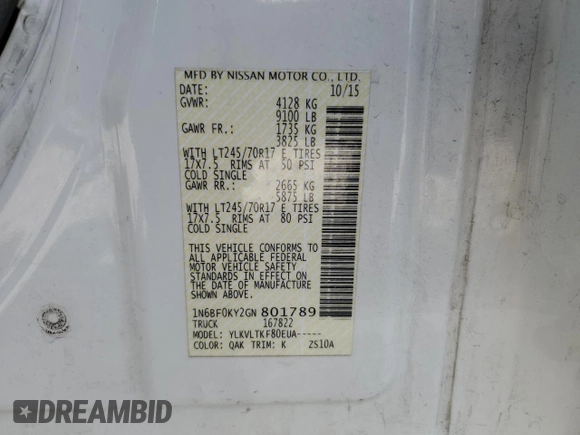 MFD BY NISSAN MOTOR CO., LTD.
DATE: 10/15
GVWR: 4128 KG
9100 LB
GAWR FR.: 1735 KG
3825 LB
WITH LT245/70R17 E TIRES
17X7.5 RIMS AT 50 PSI
COLD SINGLE
GAWR RR.: 2665 KG
5875 LB
WITH LT245/70R17 E TIRES
17X7.5 RIMS AT 80 PSI
COLD SINGLE
THIS VEHICLE CONFORMS TO
ALL APPLICABLE FEDERAL
MOTOR VEHICLE SAFETY
STANDARDS IN EFFECT ON
THE DATE OF MANUFACTURE
SHOWN ABOVE.
1N6BF0KY2GN801789
TRUCK 167822
MODEL: YLKVLTKF80EUA-----
COLOR: QAK TRIM: K ZS10A
DREAMBID